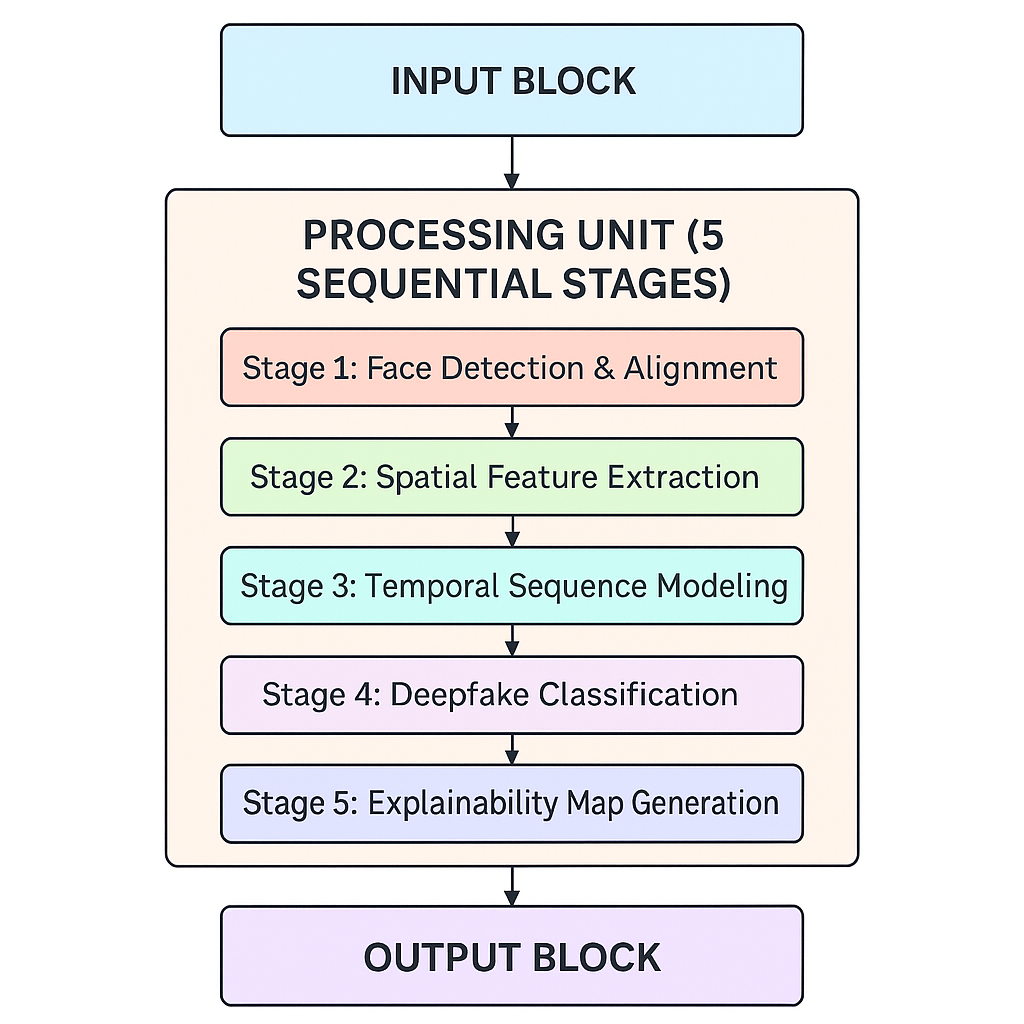 INPUT BLOCK
PROCESSING UNIT (5
SEQUENTIAL STAGES)
Stage 1: Face Detection & Alignment
Stage 2: Spatial Feature Extraction
Stage 3: Temporal Sequence Modeling
Stage 4: Deepfake Classification
Stage 5: Explainability Map Generation
OUTPUT BLOCK